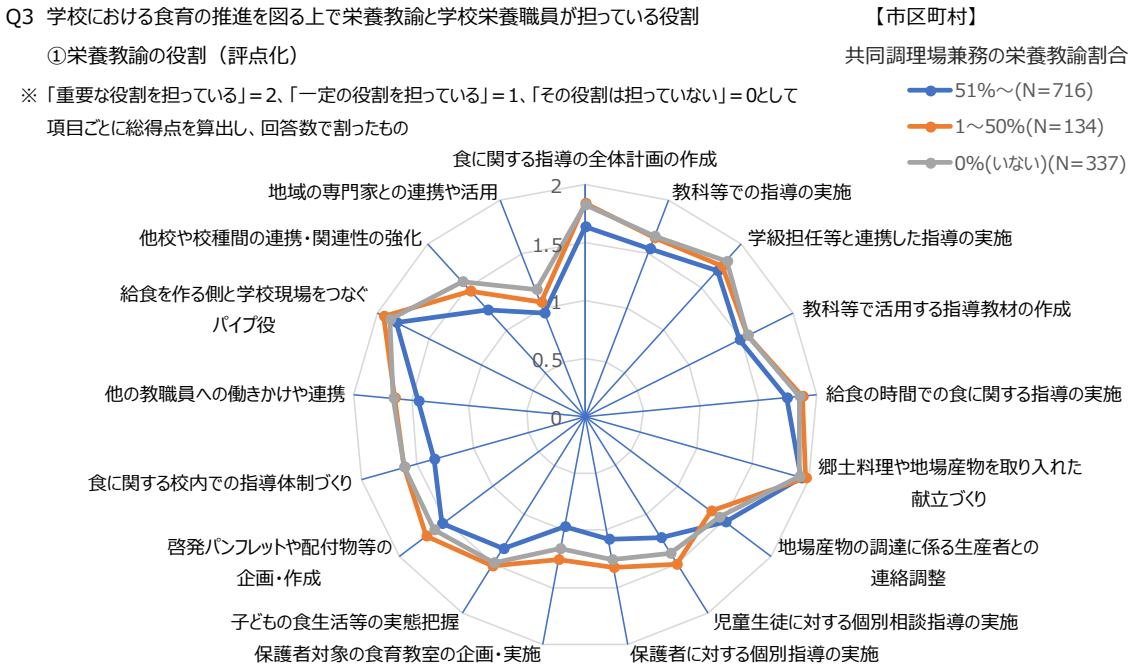 Q3 学校における食育の推進を図る上で栄養教諭と学校栄養職員が担っている役割
【市区町村】
①栄養教諭の役割（評点化）
共同調理場兼務の栄養教諭割合
※「重要な役割を担っている」＝2、「一定の役割を担っている」＝1、「その役割は担っていない」＝0として
項目ごとに総得点を算出し、回答数で割ったもの
51%～(N=716)
1～50%(N=134)
0%(いない)(N=337)
食に関する指導の全体計画の作成
教科等での指導の実施
学級担任等と連携した指導の実施
教科等で活用する指導教材の作成
給食の時間での食に関する指導の実施
郷土料理や地場産物を取り入れた
献立づくり
地場産物の調達に係る生産者との
連絡調整
児童生徒に対する個別相談指導の実施
保護者に対する個別指導の実施
保護者対象の食育教室の企画・実施
子どもの食生活等の実態把握
啓発パンフレットや配付物等の
企画・作成
食に関する校内での指導体制づくり
他の教職員への働きかけや連携
給食を作る側と学校現場をつなぐ
パイプ役
他校や校種間の連携・関連性の強化
地域の専門家との連携や活用
2
1.5
1
0.5
0